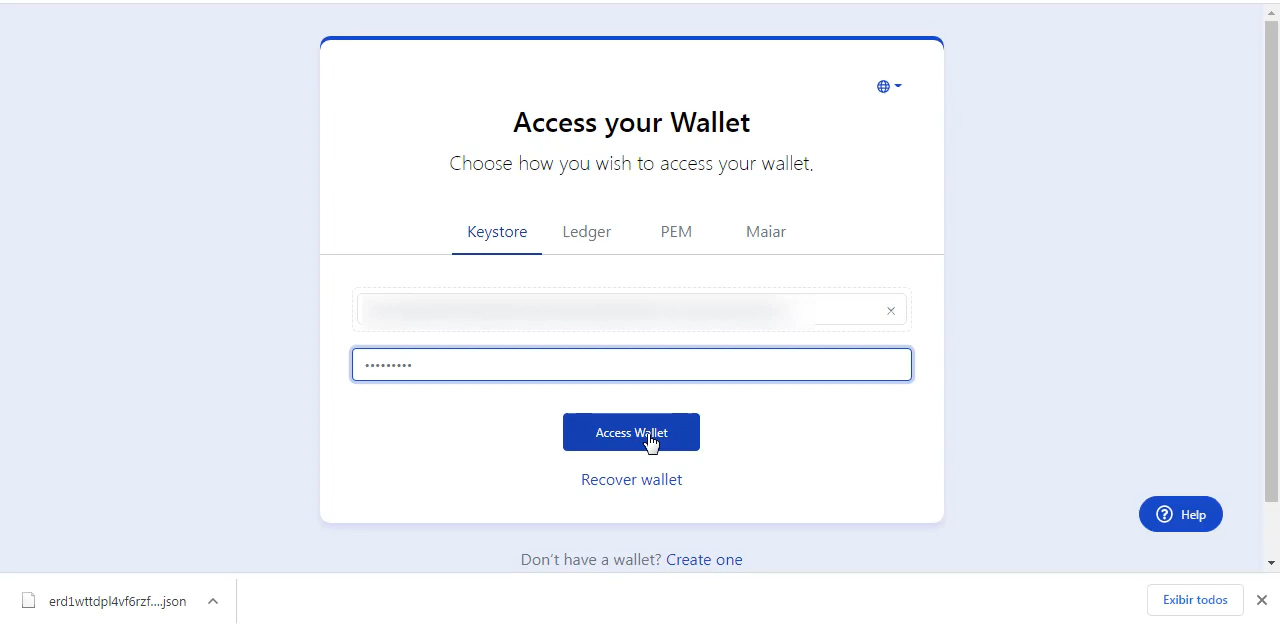 Access your Wallet
Choose how you wish to access your wallet.
Keystore Ledger PEM Maiar
•••••••••
Access Wallet
Recover wallet
Help
Don't have a wallet? Create one
erd1wttdpl4vf6rzf....json
Exibir todos